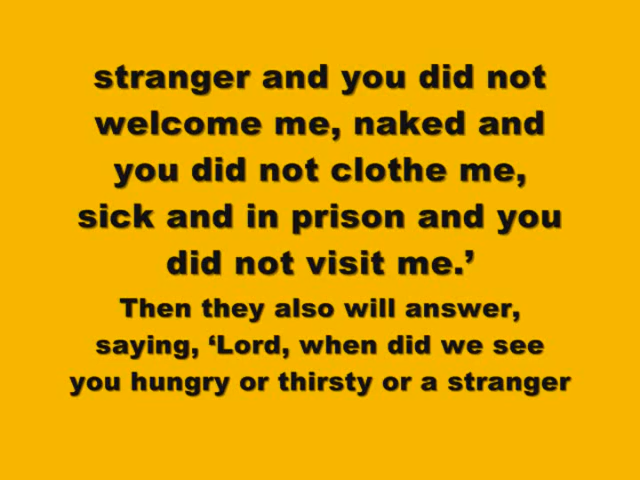 stranger and you did not
welcome me, naked and
you did not clothe me,
sick and in prison and you
did not visit me.’
Then they also will answer,
saying, ‘Lord, when did we see
you hungry or thirsty or a stranger